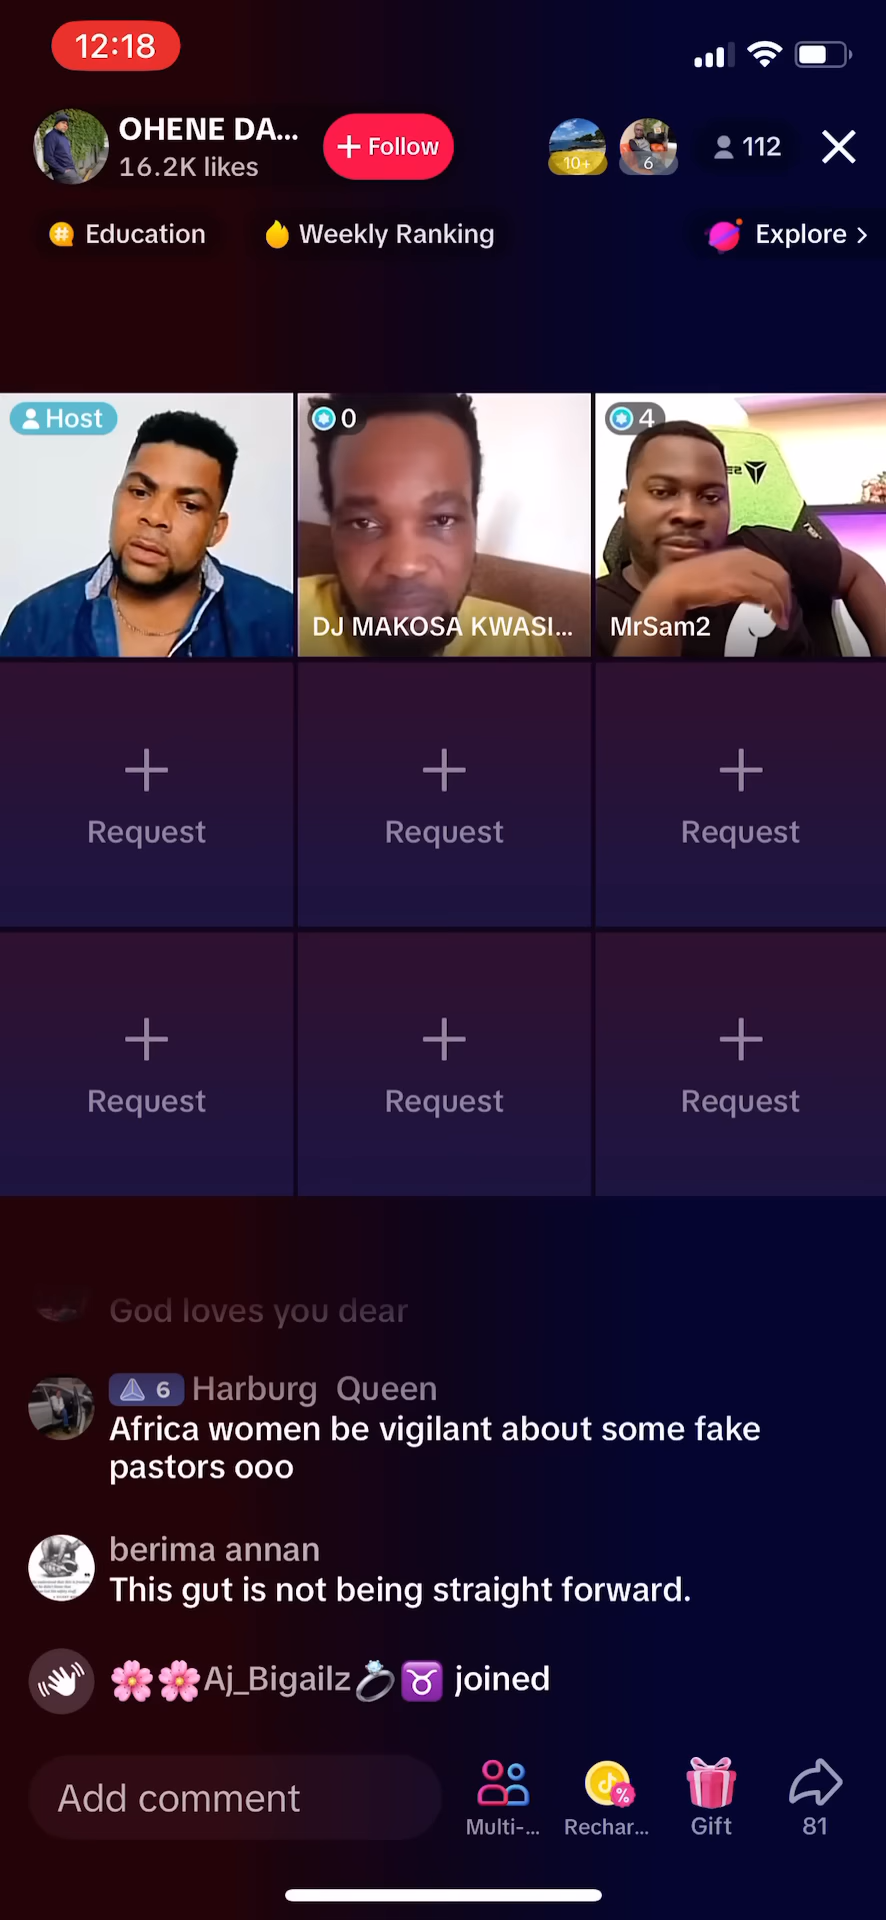 12:18
OHENE DA...
16.2K likes
+ Follow
10+
6
112
Education
Weekly Ranking
Explore >
Host
0
4
DJ MAKOSA KWASI...
MrSam2
Request
Request
Request
Request
Request
Request
God loves you dear
6 Harburg Queen
Africa women be vigilant about some fake
pastors ooo
berima annan
This gut is not being straight forward.
🌸🌸Aj_Bigailz💍♉ joined
Add comment
Multi-...
Rechar...
Gift
81